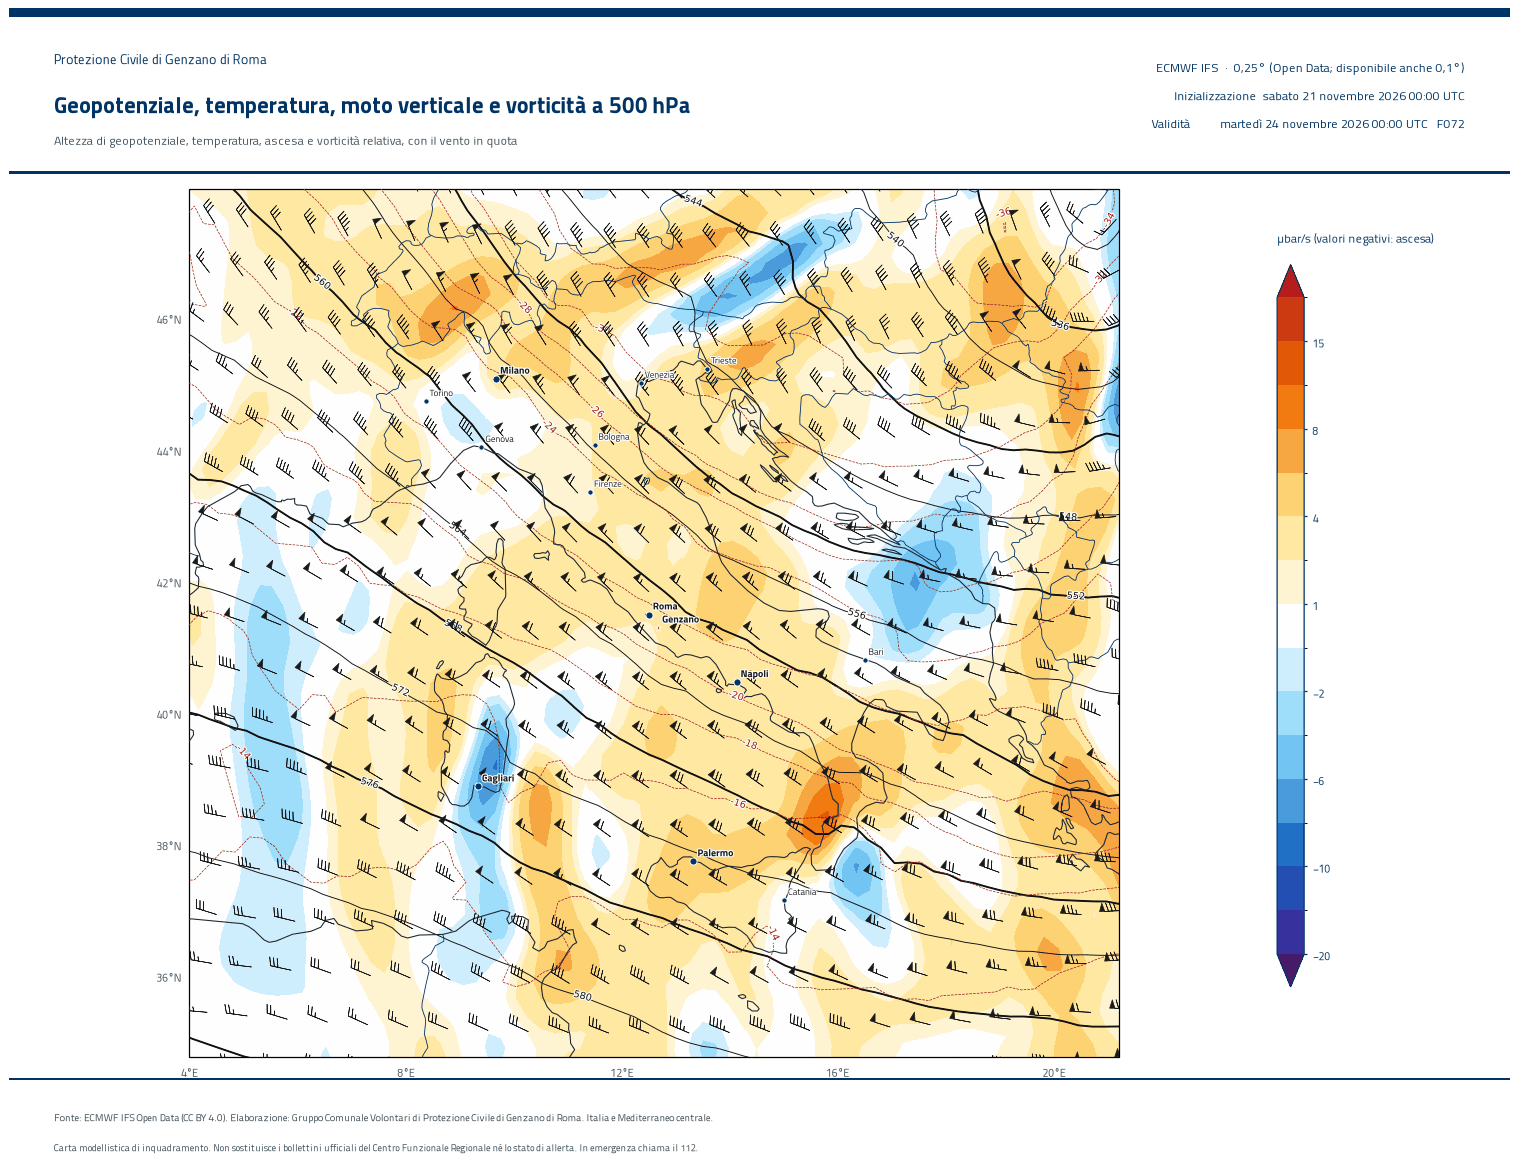 Protezione Civile di Genzano di Roma
Geopotenziale, temperatura, moto verticale e vorticità a 500 hPa
Altezza di geopotenziale, temperatura, ascesa e vorticità relativa, con il vento in quota
ECMWF IFS · 0,25° (Open Data; disponibile anche 0,1°)
Inizializzazione sabato 21 novembre 2026 00:00 UTC
Validità martedì 24 novembre 2026 00:00 UTC F072
µbar/s (valori negativi: ascesa)
15
8
4
1
−2
−6
−10
−20
46°N
44°N
42°N
40°N
38°N
36°N
4°E
8°E
12°E
16°E
20°E
544
540
536
560
548
552
556
564
568
572
576
580
-36
-34
-28
-26
-24
-20
-18
16
-14
-14
Milano
Torino
Trieste
Venezia
Genova
Bologna
Firenze
Roma
Genzano
Bari
Napoli
Cagliari
Palermo
Catania
Fonte: ECMWF IFS Open Data (CC BY 4.0). Elaborazione: Gruppo Comunale Volontari di Protezione Civile di Genzano di Roma. Italia e Mediterraneo centrale.
Carta modellistica di inquadramento. Non sostituisce i bollettini ufficiali del Centro Funzionale Regionale né lo stato di allerta. In emergenza chiama il 112.